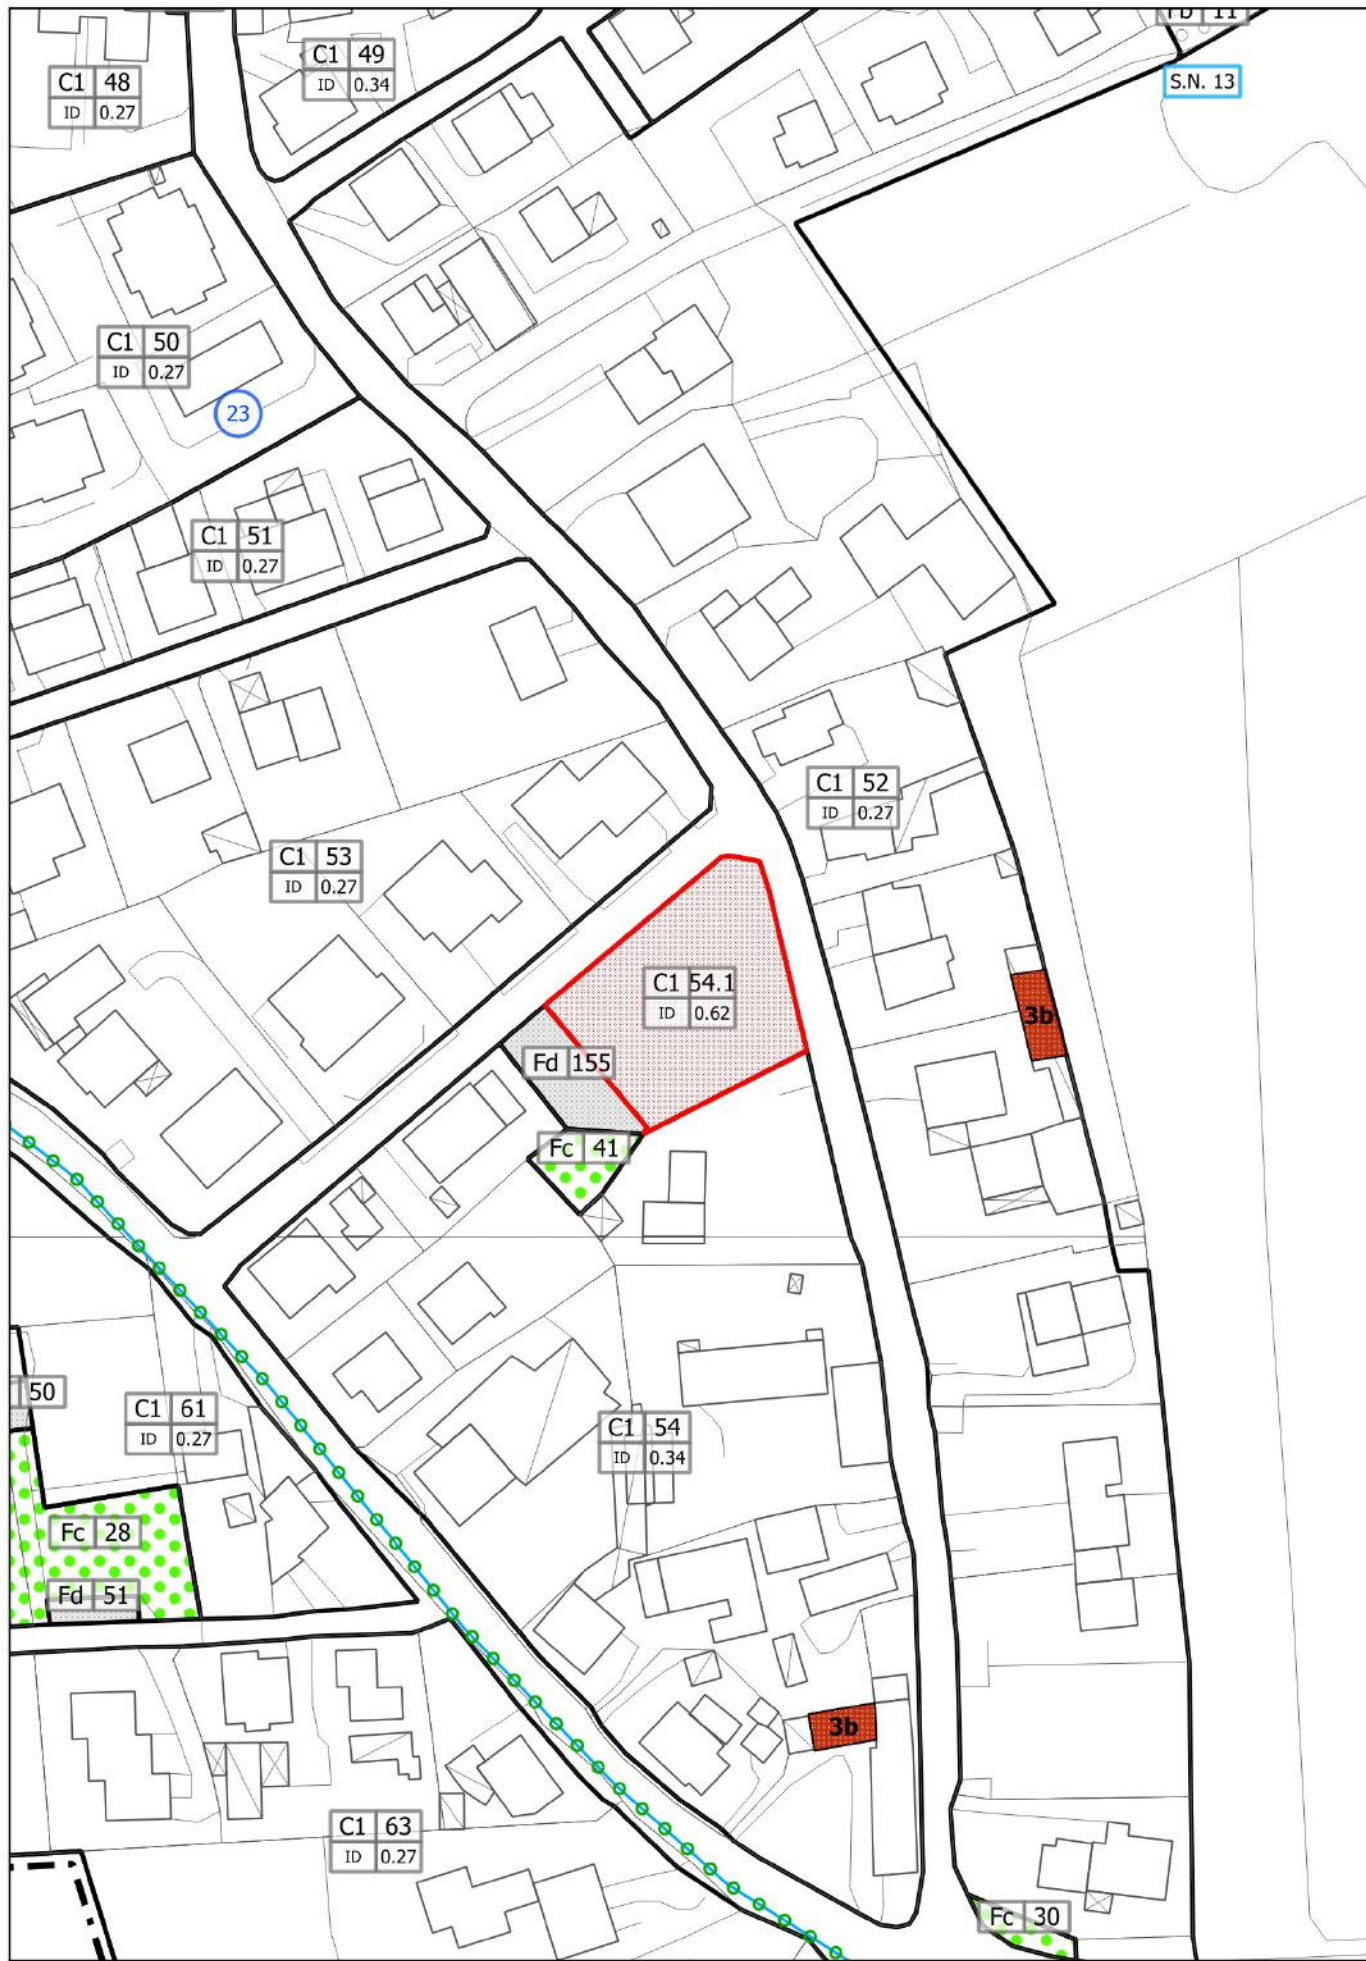 Fb 11
C1 49
ID 0.34
C1 48
ID 0.27
S.N. 13
C1 50
ID 0.27
23
C1 51
ID 0.27
C1 52
ID 0.27
C1 53
ID 0.27
C1 54.1
ID 0.62
3b
Fd 155
Fc 41
50
C1 61
ID 0.27
C1 54
ID 0.34
Fc 28
Fd 51
3b
C1 63
ID 0.27
Fc 30